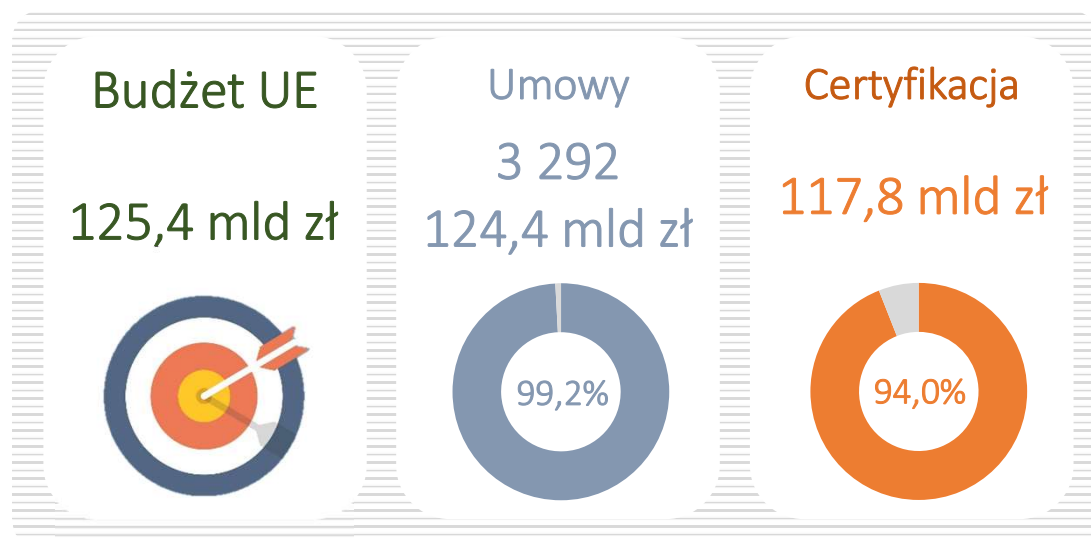 Budżet UE
125,4 mld zł
Umowy
3 292
124,4 mld zł
99,2%
Certyfikacja
117,8 mld zł
94,0%